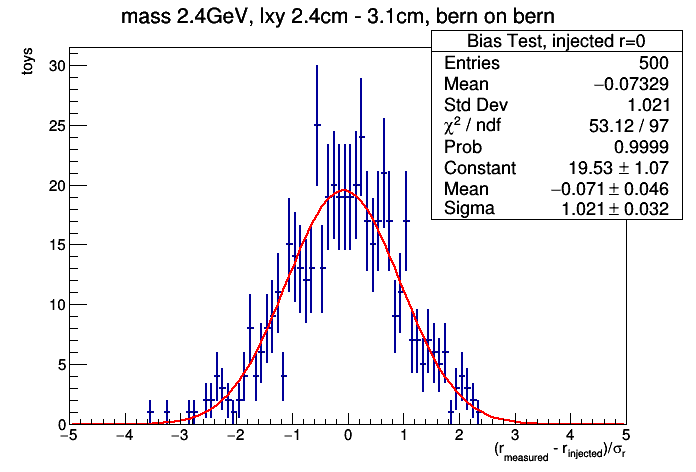 mass 2.4GeV, lxy 2.4cm - 3.1cm, bern on bern
Bias Test, injected r=0
Entries 500
Mean −0.07329
Std Dev 1.021
χ² / ndf 53.12 / 97
Prob 0.9999
Constant 19.53 ± 1.07
Mean −0.071 ± 0.046
Sigma 1.021 ± 0.032
toys
30
25
20
15
10
5
0
−5 −4 −3 −2 −1 0 1 2 3 4 5
(r_measured - r_injected)/σ_r